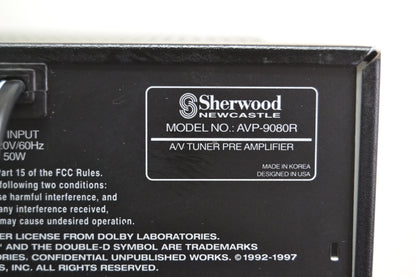 Sherwood
NEWCASTLE
MODEL NO.: AVP-9080R
A/V TUNER PRE AMPLIFIER
MADE IN KOREA
DESIGNED IN USA
INPUT
0V/60Hz
50W
Part 15 of the FCC Rules.
following two conditions:
se harmful interference, and
any interference received,
may cause undesired operation.
ER LICENSE FROM DOLBY LABORATORIES.
" AND THE DOUBLE-D SYMBOL ARE TRADEMARKS
ORIES. CONFIDENTIAL UNPUBLISHED WORKS. ©1992-1997
S, INC. ALL RIGHTS RESERVED.